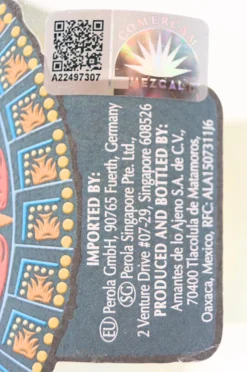 COMERCAM
MEZCAL
A22497307
IMPORTED BY:
EU Perola GmbH, 90765 Fuerth, Germany
SG Perola Singapore Pte. Ltd.,
2 Venture Drive #07-29, Singapore 608526
PRODUCED AND BOTTLED BY:
Amantes de lo Ajeno S.A. de C.V.,
70400 Tlacolula de Matamoros,
Oaxaca, Mexico, RFC: ALA1507311J6